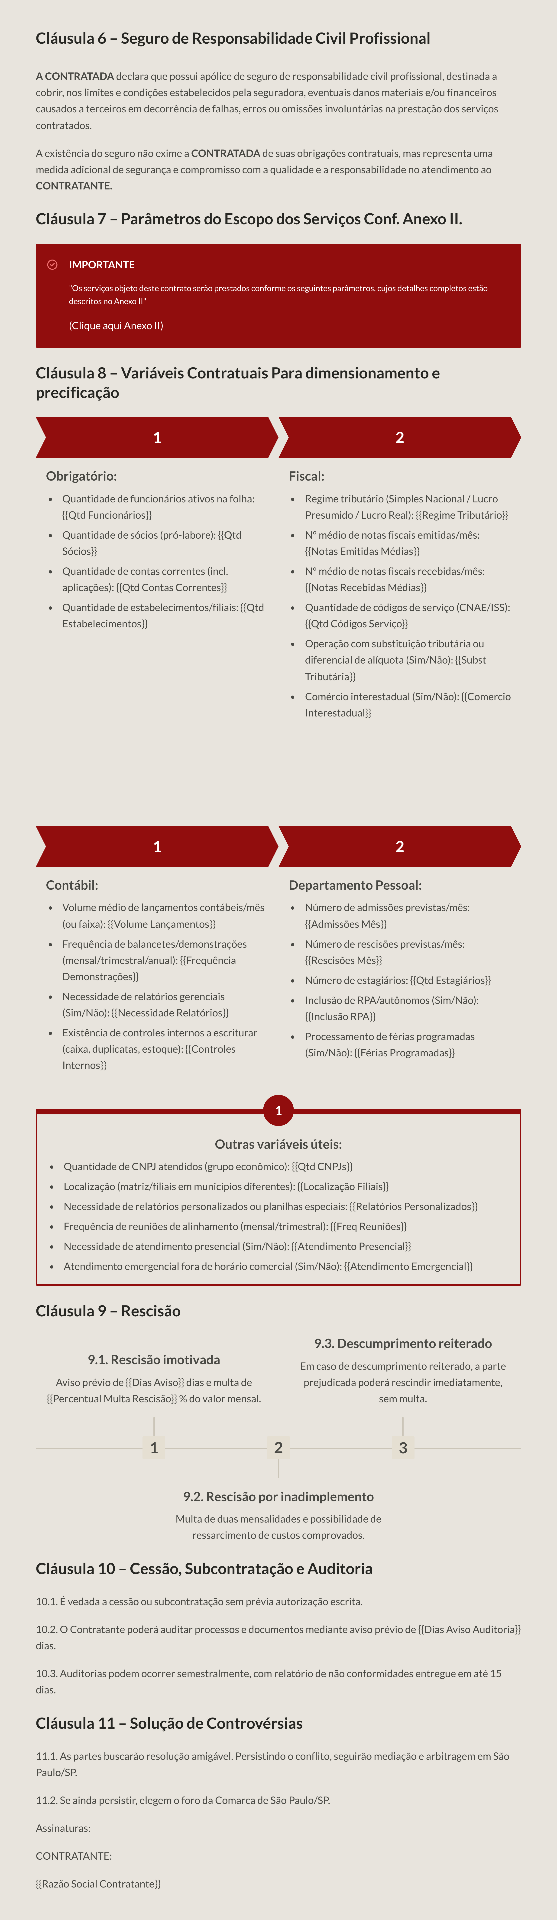 Cláusula 6 – Seguro de Responsabilidade Civil Profissional
A CONTRATADA declara que possui apólice de seguro de responsabilidade civil profissional, destinada a
cobrir, nos limites e condições estabelecidos pela seguradora, eventuais danos materiais e/ou financeiros
causados a terceiros em decorrência de falhas, erros ou omissões involuntárias na prestação dos serviços
contratados.
A existência do seguro não exime a CONTRATADA de suas obrigações contratuais, mas representa uma
medida adicional de segurança e compromisso com a qualidade e a responsabilidade no atendimento ao
CONTRATANTE.
Cláusula 7 – Parâmetros do Escopo dos Serviços Conf. Anexo II.
IMPORTANTE
"Os serviços objeto deste contrato serão prestados conforme os seguintes parâmetros, cujos detalhes completos estão
descritos no Anexo II"
(Clique aqui Anexo II)
Cláusula 8 – Variáveis Contratuais Para dimensionamento e
precificação
1
Obrigatório:
• Quantidade de funcionários ativos na folha:
{{Qtd Funcionários}}
• Quantidade de sócios (pró-labore): {{Qtd
Sócios}}
• Quantidade de contas correntes (incl.
aplicações): {{Qtd Contas Correntes}}
• Quantidade de estabelecimentos/filiais: {{Qtd
Estabelecimentos}}
2
Fiscal:
• Regime tributário (Simples Nacional / Lucro
Presumido / Lucro Real): {{Regime Tributário}}
• Nº médio de notas fiscais emitidas/mês:
{{Notas Emitidas Médias}}
• Nº médio de notas fiscais recebidas/mês:
{{Notas Recebidas Médias}}
• Quantidade de códigos de serviço (CNAE/ISS):
{{Qtd Códigos Serviço}}
• Operação com substituição tributária ou
diferencial de alíquota (Sim/Não): {{Subst
Tributária}}
• Comércio interestadual (Sim/Não): {{Comercio
Interestadual}}
1
Contábil:
• Volume médio de lançamentos contábeis/mês
(ou faixa): {{Volume Lançamentos}}
• Frequência de balancetes/demonstrações
(mensal/trimestral/anual): {{Frequência
Demonstrações}}
• Necessidade de relatórios gerenciais
(Sim/Não): {{Necessidade Relatórios}}
• Existência de controles internos a escriturar
(caixa, duplicatas, estoque): {{Controles
Internos}}
2
Departamento Pessoal:
• Número de admissões previstas/mês:
{{Admissões Mês}}
• Número de rescisões previstas/mês:
{{Rescisões Mês}}
• Número de estagiários: {{Qtd Estagiários}}
• Inclusão de RPA/autônomos (Sim/Não):
{{Inclusão RPA}}
• Processamento de férias programadas
(Sim/Não): {{Férias Programadas}}
1
Outras variáveis úteis:
• Quantidade de CNPJ atendidos (grupo econômico): {{Qtd CNPJs}}
• Localização (matriz/filiais em municípios diferentes): {{Localização Filiais}}
• Necessidade de relatórios personalizados ou planilhas especiais: {{Relatórios Personalizados}}
• Frequência de reuniões de alinhamento (mensal/trimestral): {{Freq Reuniões}}
• Necessidade de atendimento presencial (Sim/Não): {{Atendimento Presencial}}
• Atendimento emergencial fora de horário comercial (Sim/Não): {{Atendimento Emergencial}}
Cláusula 9 – Rescisão
9.1. Rescisão imotivada
Aviso prévio de {{Dias Aviso}} dias e multa de
{{Percentual Multa Rescisão}} % do valor mensal.
9.3. Descumprimento reiterado
Em caso de descumprimento reiterado, a parte
prejudicada poderá rescindir imediatamente,
sem multa.
1
2
3
9.2. Rescisão por inadimplemento
Multa de duas mensalidades e possibilidade de
ressarcimento de custos comprovados.
Cláusula 10 – Cessão, Subcontratação e Auditoria
10.1. É vedada a cessão ou subcontratação sem prévia autorização escrita.
10.2. O Contratante poderá auditar processos e documentos mediante aviso prévio de {{Dias Aviso Auditoria}}
dias.
10.3. Auditorias podem ocorrer semestralmente, com relatório de não conformidades entregue em até 15
dias.
Cláusula 11 – Solução de Controvérsias
11.1. As partes buscarão resolução amigável. Persistindo o conflito, seguirão mediação e arbitragem em São
Paulo/SP.
11.2. Se ainda persistir, elegem o foro da Comarca de São Paulo/SP.
Assinaturas:
CONTRATANTE:
{{Razão Social Contratante}}